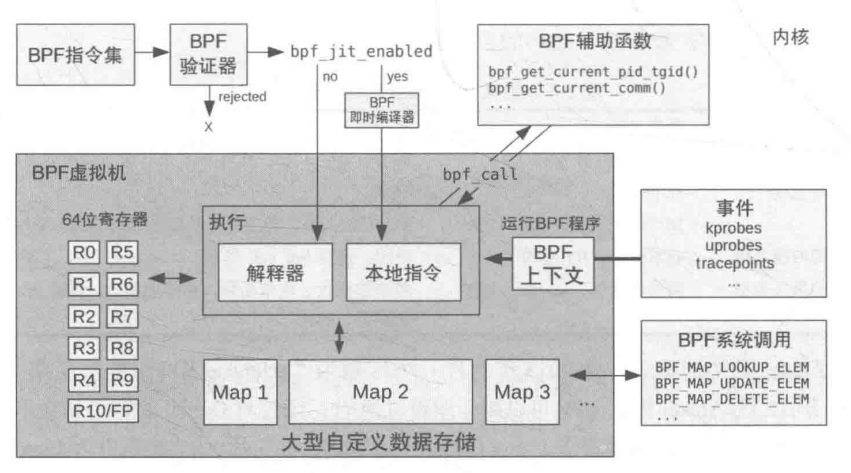 BPF指令集
BPF
验证器
rejected
X
bpf_jit_enabled
no
yes
BPF
即时编译器
BPF辅助函数
bpf_get_current_pid_tgid()
bpf_get_current_comm()
...
内核
BPF虚拟机
64位寄存器
R0 R5
R1 R6
R2 R7
R3 R8
R4 R9
R10/FP
执行
解释器
本地指令
bpf_call
运行BPF程序
BPF
上下文
事件
kprobes
uprobes
tracepoints
...
Map 1
Map 2
Map 3
...
大型自定义数据存储
BPF系统调用
BPF_MAP_LOOKUP_ELEM
BPF_MAP_UPDATE_ELEM
BPF_MAP_DELETE_ELEM
...